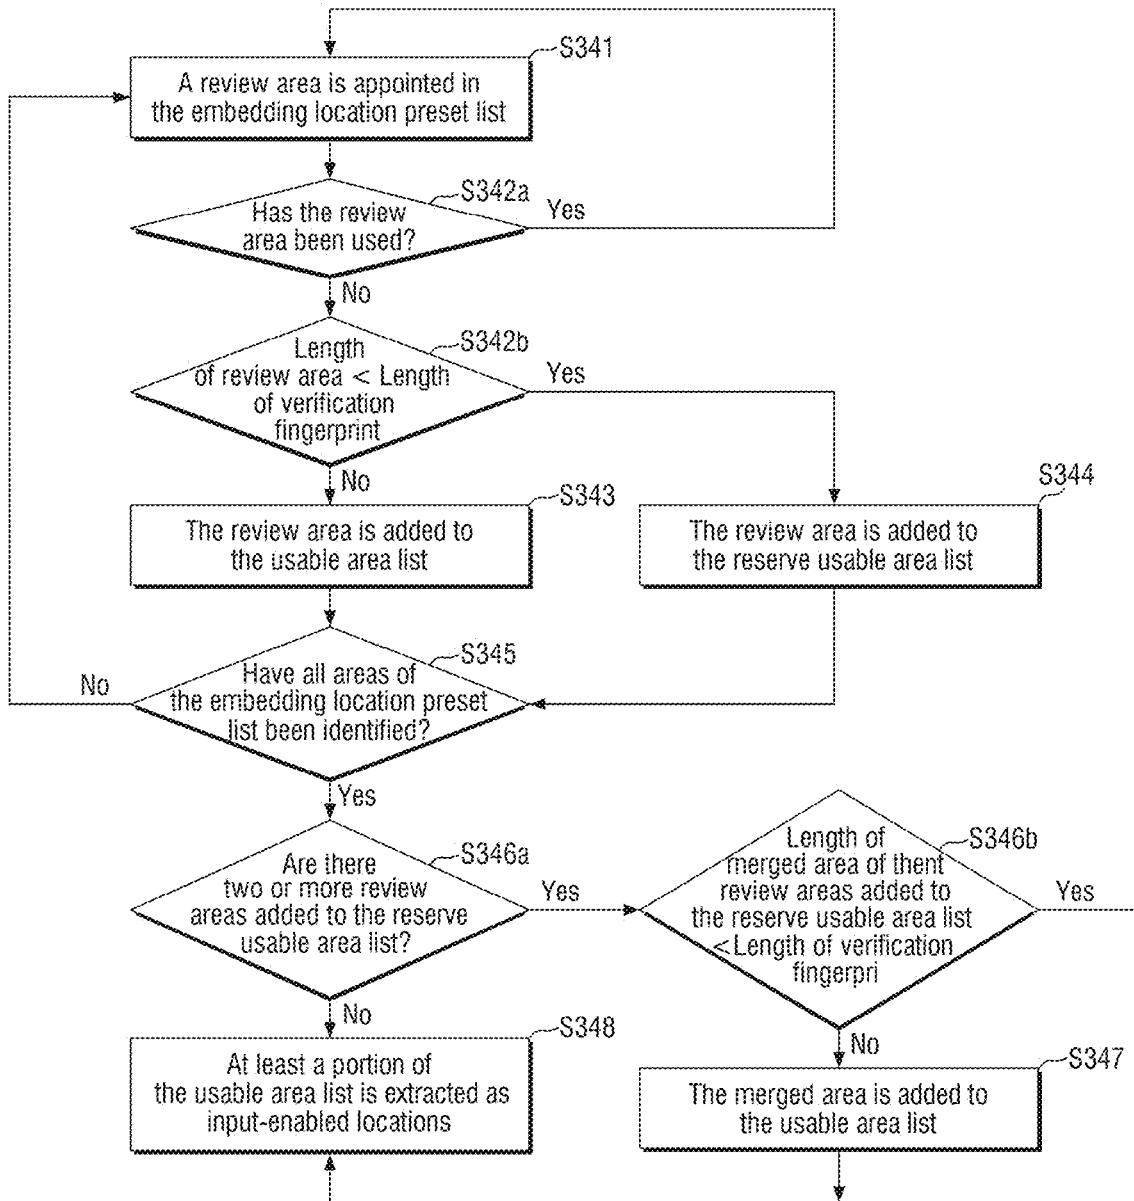 S341
A review area is appointed in
the embedding location preset list
S342a
Has the review
area been used?
Yes
No
S342b
Length
of review area < Length
of verification
fingerprint
Yes
No
S343
The review area is added to
the usable area list
S344
The review area is added to
the reserve usable area list
S345
Have all areas of
the embedding location preset
list been identified?
No
Yes
S346a
Are there
two or more review
areas added to the reserve
usable area list?
Yes
No
S346b
Length of
merged area of thent
review areas added to
the reserve usable area list
<Length of verification
fingerpri
Yes
No
S348
At least a portion of
the usable area list is extracted as
input-enabled locations
S347
The merged area is added to
the usable area list